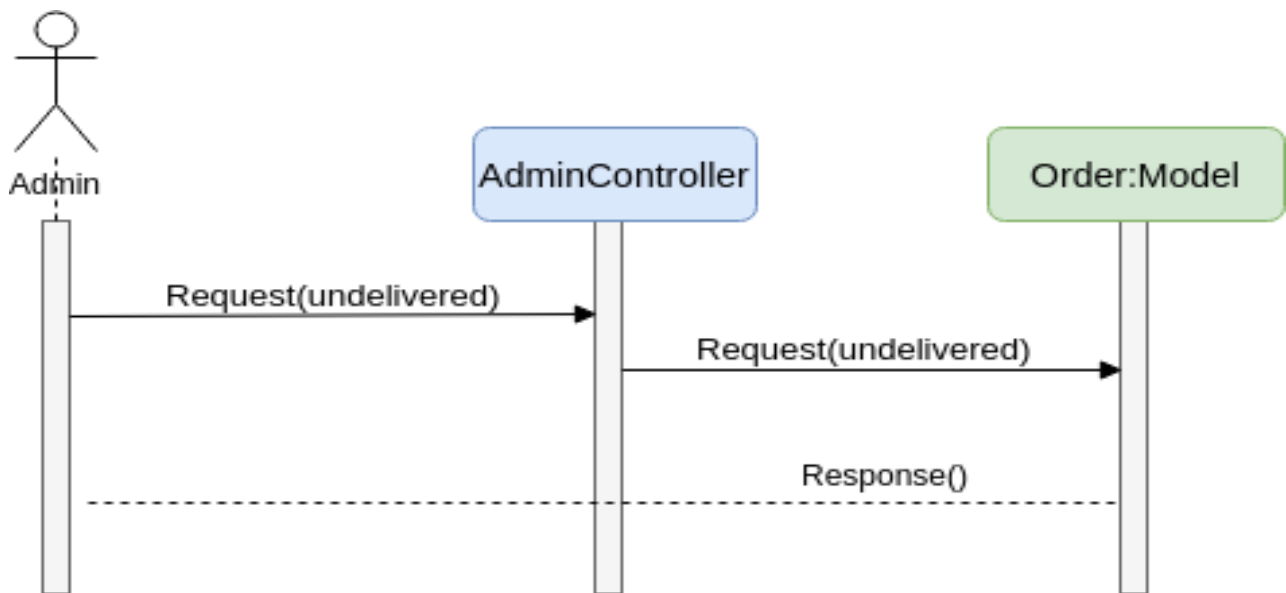 Admin
AdminController
Order:Model
Request(undelivered)
Request(undelivered)
Response()